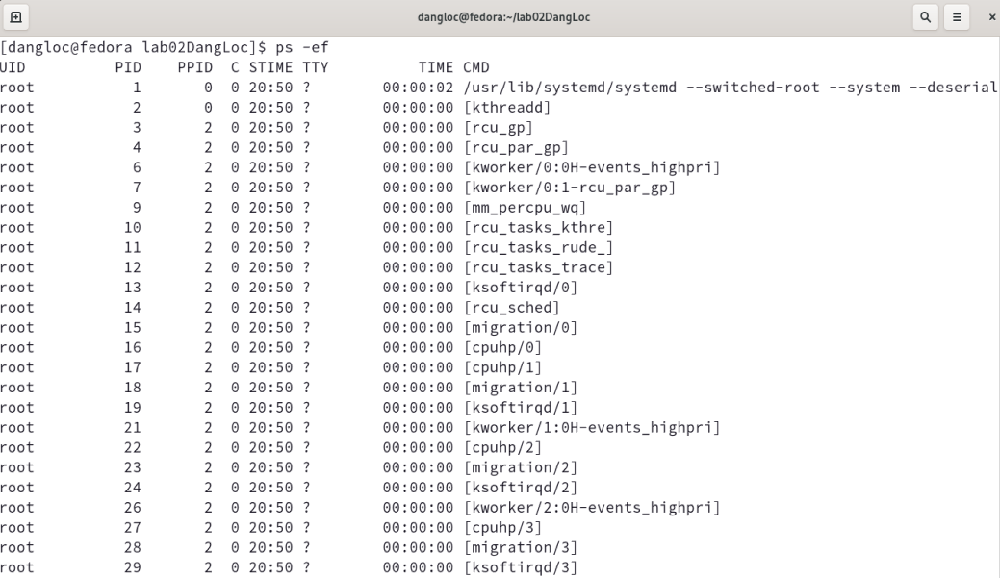 dangloc@fedora:~/lab02DangLoc
[dangloc@fedora lab02DangLoc]$ ps -ef
UID PID PPID C STIME TTY TIME CMD
root 1 0 0 20:50 ? 00:00:02 /usr/lib/systemd/systemd --switched-root --system --deserial
root 2 0 0 20:50 ? 00:00:00 [kthreadd]
root 3 2 0 20:50 ? 00:00:00 [rcu_gp]
root 4 2 0 20:50 ? 00:00:00 [rcu_par_gp]
root 6 2 0 20:50 ? 00:00:00 [kworker/0:0H-events_highpri]
root 7 2 0 20:50 ? 00:00:00 [kworker/0:1-rcu_par_gp]
root 9 2 0 20:50 ? 00:00:00 [mm_percpu_wq]
root 10 2 0 20:50 ? 00:00:00 [rcu_tasks_kthre]
root 11 2 0 20:50 ? 00:00:00 [rcu_tasks_rude_]
root 12 2 0 20:50 ? 00:00:00 [rcu_tasks_trace]
root 13 2 0 20:50 ? 00:00:00 [ksoftirqd/0]
root 14 2 0 20:50 ? 00:00:00 [rcu_sched]
root 15 2 0 20:50 ? 00:00:00 [migration/0]
root 16 2 0 20:50 ? 00:00:00 [cpuhp/0]
root 17 2 0 20:50 ? 00:00:00 [cpuhp/1]
root 18 2 0 20:50 ? 00:00:00 [migration/1]
root 19 2 0 20:50 ? 00:00:00 [ksoftirqd/1]
root 21 2 0 20:50 ? 00:00:00 [kworker/1:0H-events_highpri]
root 22 2 0 20:50 ? 00:00:00 [cpuhp/2]
root 23 2 0 20:50 ? 00:00:00 [migration/2]
root 24 2 0 20:50 ? 00:00:00 [ksoftirqd/2]
root 26 2 0 20:50 ? 00:00:00 [kworker/2:0H-events_highpri]
root 27 2 0 20:50 ? 00:00:00 [cpuhp/3]
root 28 2 0 20:50 ? 00:00:00 [migration/3]
root 29 2 0 20:50 ? 00:00:00 [ksoftirqd/3]